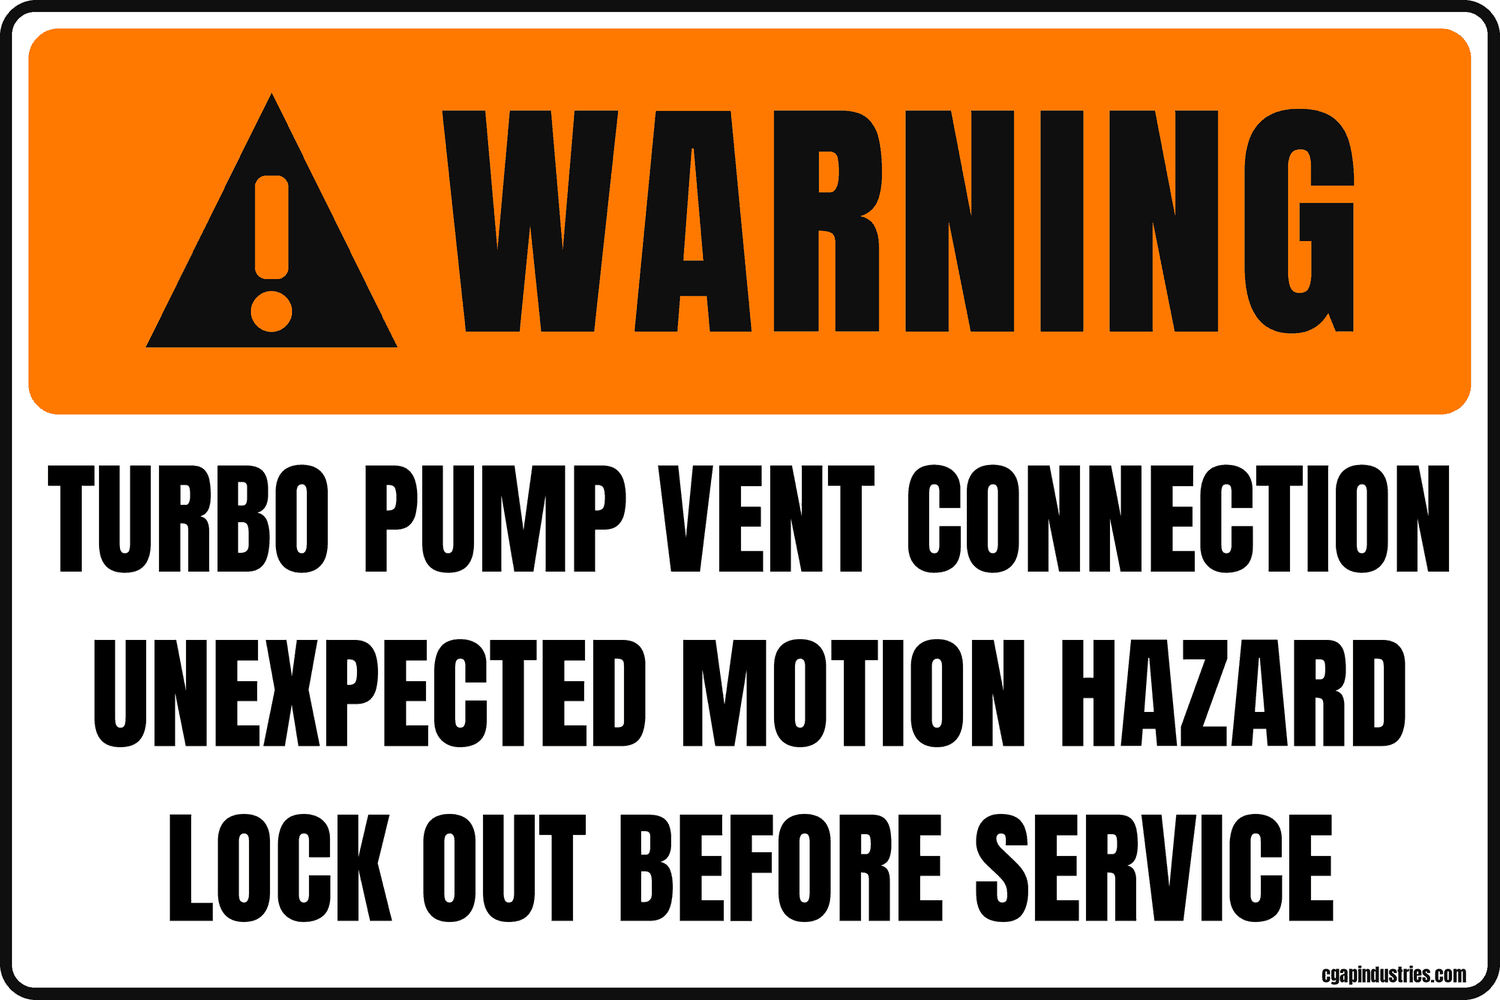 WARNING
TURBO PUMP VENT CONNECTION
UNEXPECTED MOTION HAZARD
LOCK OUT BEFORE SERVICE
cgapindustries.com